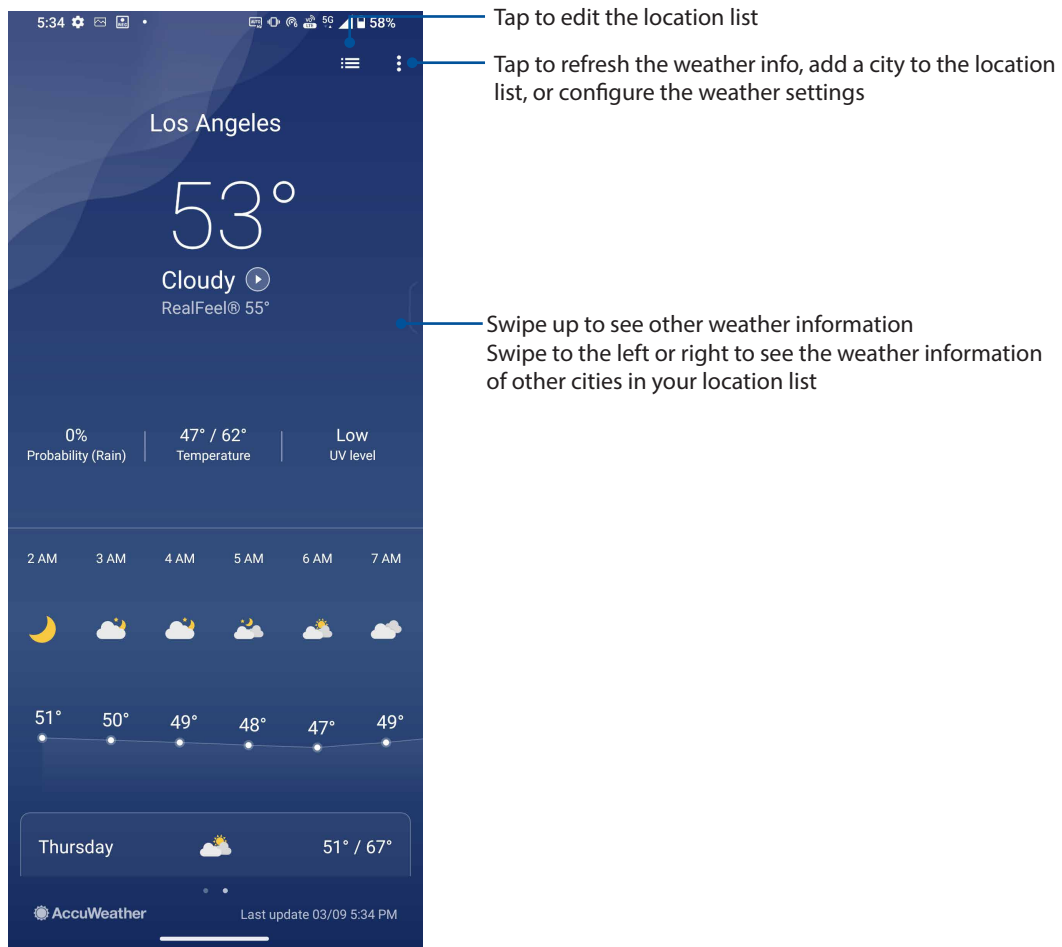 5:34
5G
58%
Tap to edit the location list
Tap to refresh the weather info, add a city to the location
list, or configure the weather settings
Los Angeles
53°
Cloudy
RealFeel® 55°
Swipe up to see other weather information
Swipe to the left or right to see the weather information
of other cities in your location list
0% 47° / 62° Low
Probability (Rain) Temperature UV level
2 AM 3 AM 4 AM 5 AM 6 AM 7 AM
51° 50° 49° 48° 47° 49°
Thursday 51° / 67°
AccuWeather Last update 03/09 5:34 PM